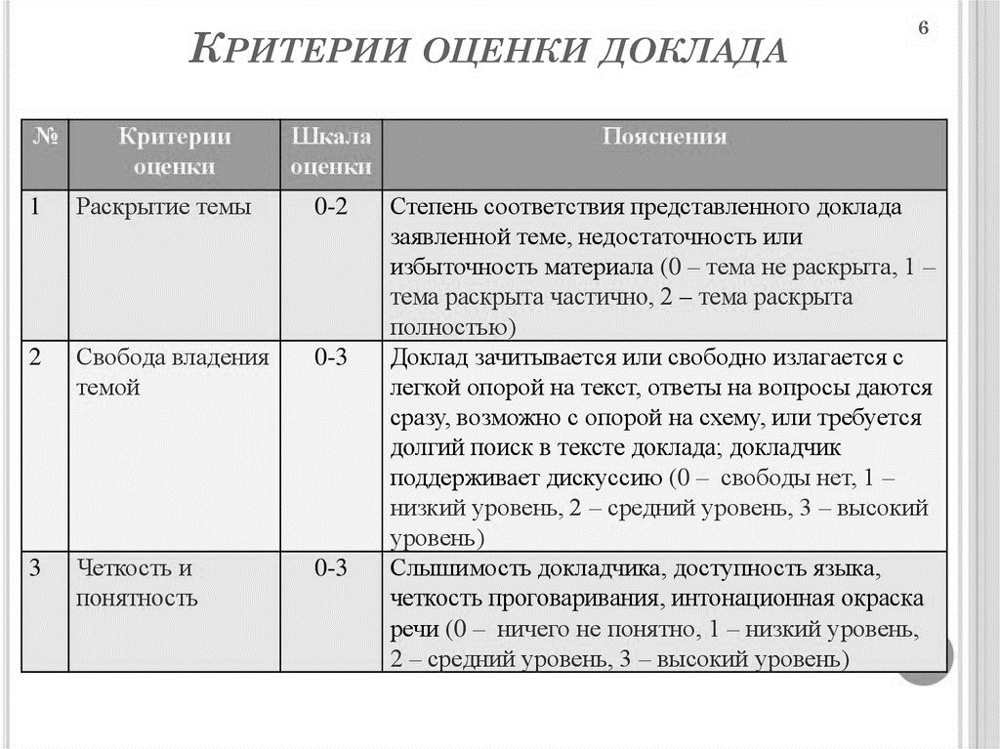 6
Критерии оценки доклада
№
Критерии
оценки
Шкала
оценки
Пояснения
1
Раскрытие темы
0-2
Степень соответствия представленного доклада
заявленной теме, недостаточность или
избыточность материала (0 – тема не раскрыта, 1 –
тема раскрыта частично, 2 – тема раскрыта
полностью)
2
Свобода владения
темой
0-3
Доклад зачитывается или свободно излагается с
легкой опорой на текст, ответы на вопросы даются
сразу, возможно с опорой на схему, или требуется
долгий поиск в тексте доклада; докладчик
поддерживает дискуссию (0 – свободы нет, 1 –
низкий уровень, 2 – средний уровень, 3 – высокий
уровень)
3
Четкость и
понятность
0-3
Слышимость докладчика, доступность языка,
четкость проговаривания, интонационная окраска
речи (0 – ничего не понятно, 1 – низкий уровень,
2 – средний уровень, 3 – высокий уровень)